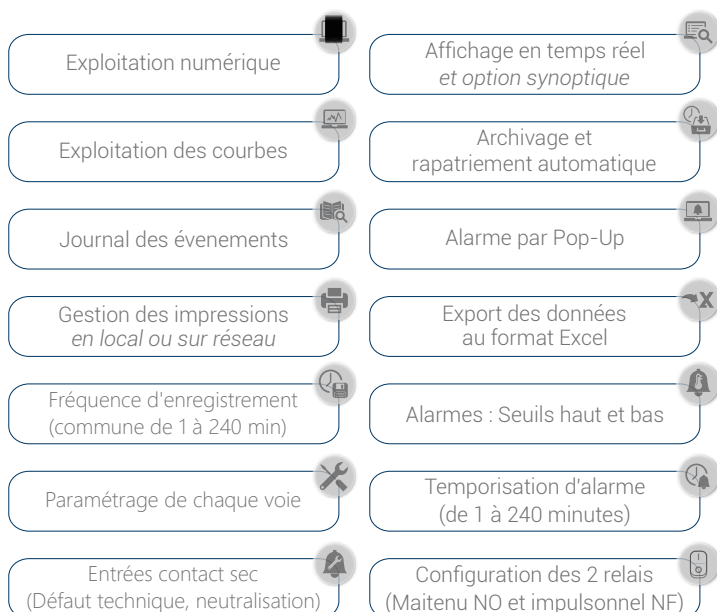 Exploitation numérique
Affichage en temps réel
et option synoptique
Exploitation des courbes
Archivage et
rapatriement automatique
Journal des évenements
Alarme par Pop-Up
Gestion des impressions
en local ou sur réseau
Export des données
au format Excel
Fréquence d'enregistrement
(commune de 1 à 240 min)
Alarmes : Seuils haut et bas
Paramétrage de chaque voie
Temporisation d'alarme
(de 1 à 240 minutes)
Entrées contact sec
(Défaut technique, neutralisation)
Configuration des 2 relais
(Maitenu NO et impulsonnel NF)